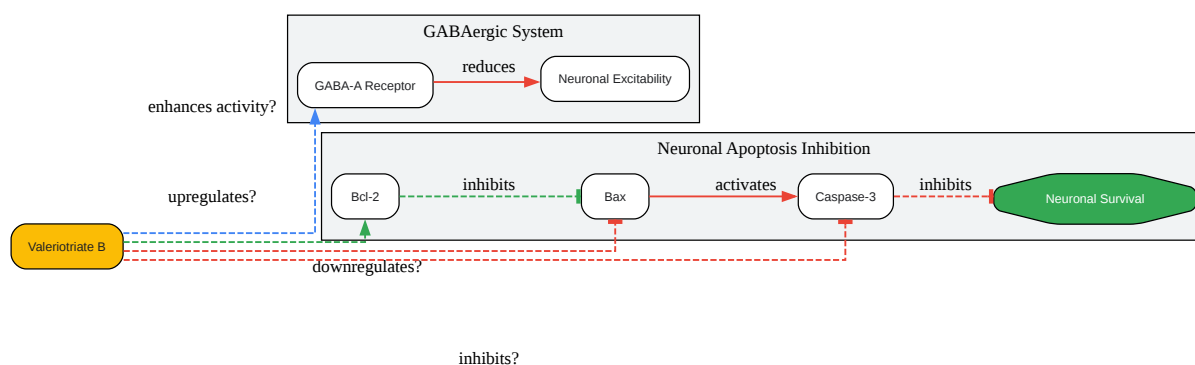 GABAergic System
reduces
GABA-A Receptor
Neuronal Excitability
enhances activity?
Neuronal Apoptosis Inhibition
inhibits
activates
inhibits
upregulates?
Bcl-2
Bax
Caspase-3
Neuronal Survival
Valeriotriate B
downregulates?
inhibits?